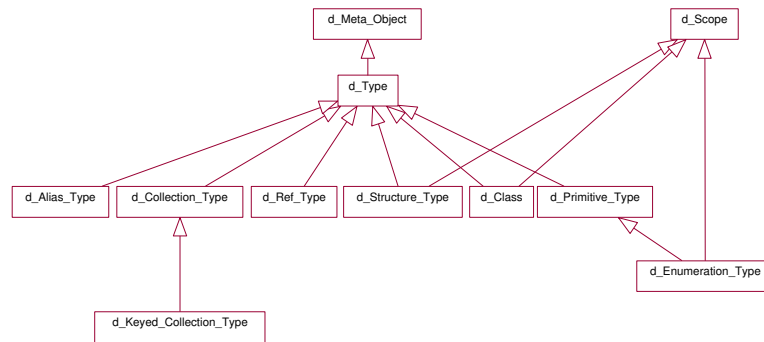 d_Meta_Object
d_Scope
d_Type
d_Alias_Type
d_Collection_Type
d_Ref_Type
d_Structure_Type
d_Class
d_Primitive_Type
d_Enumeration_Type
d_Keyed_Collection_Type